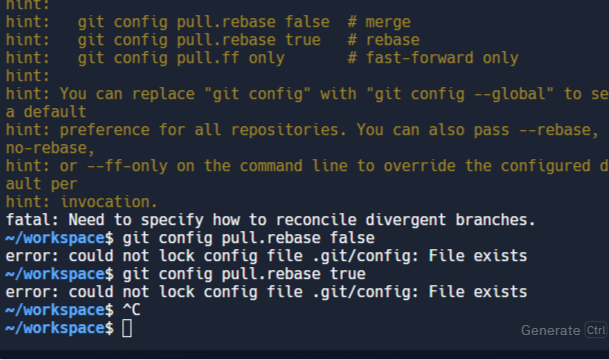 hint:
hint:   git config pull.rebase false  # merge
hint:   git config pull.rebase true   # rebase
hint:   git config pull.ff only       # fast-forward only
hint:
hint: You can replace "git config" with "git config --global" to se
a default
hint: preference for all repositories. You can also pass --rebase,
no-rebase,
hint: or --ff-only on the command line to override the configured d
ault per
hint: invocation.
fatal: Need to specify how to reconcile divergent branches.
~/workspace$ git config pull.rebase false
error: could not lock config file .git/config: File exists
~/workspace$ git config pull.rebase true
error: could not lock config file .git/config: File exists
~/workspace$ ^C
~/workspace$
Generate Ctrl